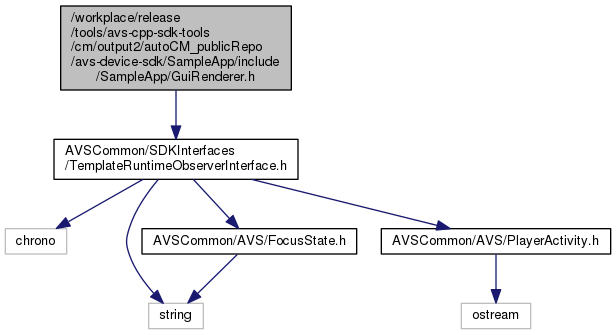 /workplace/release
/tools/avs-cpp-sdk-tools
/cm/output2/autoCM_publicRepo
/avs-device-sdk/SampleApp/include
/SampleApp/GuiRenderer.h
AVSCommon/SDKInterfaces
/TemplateRuntimeObserverInterface.h
chrono
AVSCommon/AVS/FocusState.h
AVSCommon/AVS/PlayerActivity.h
string
ostream